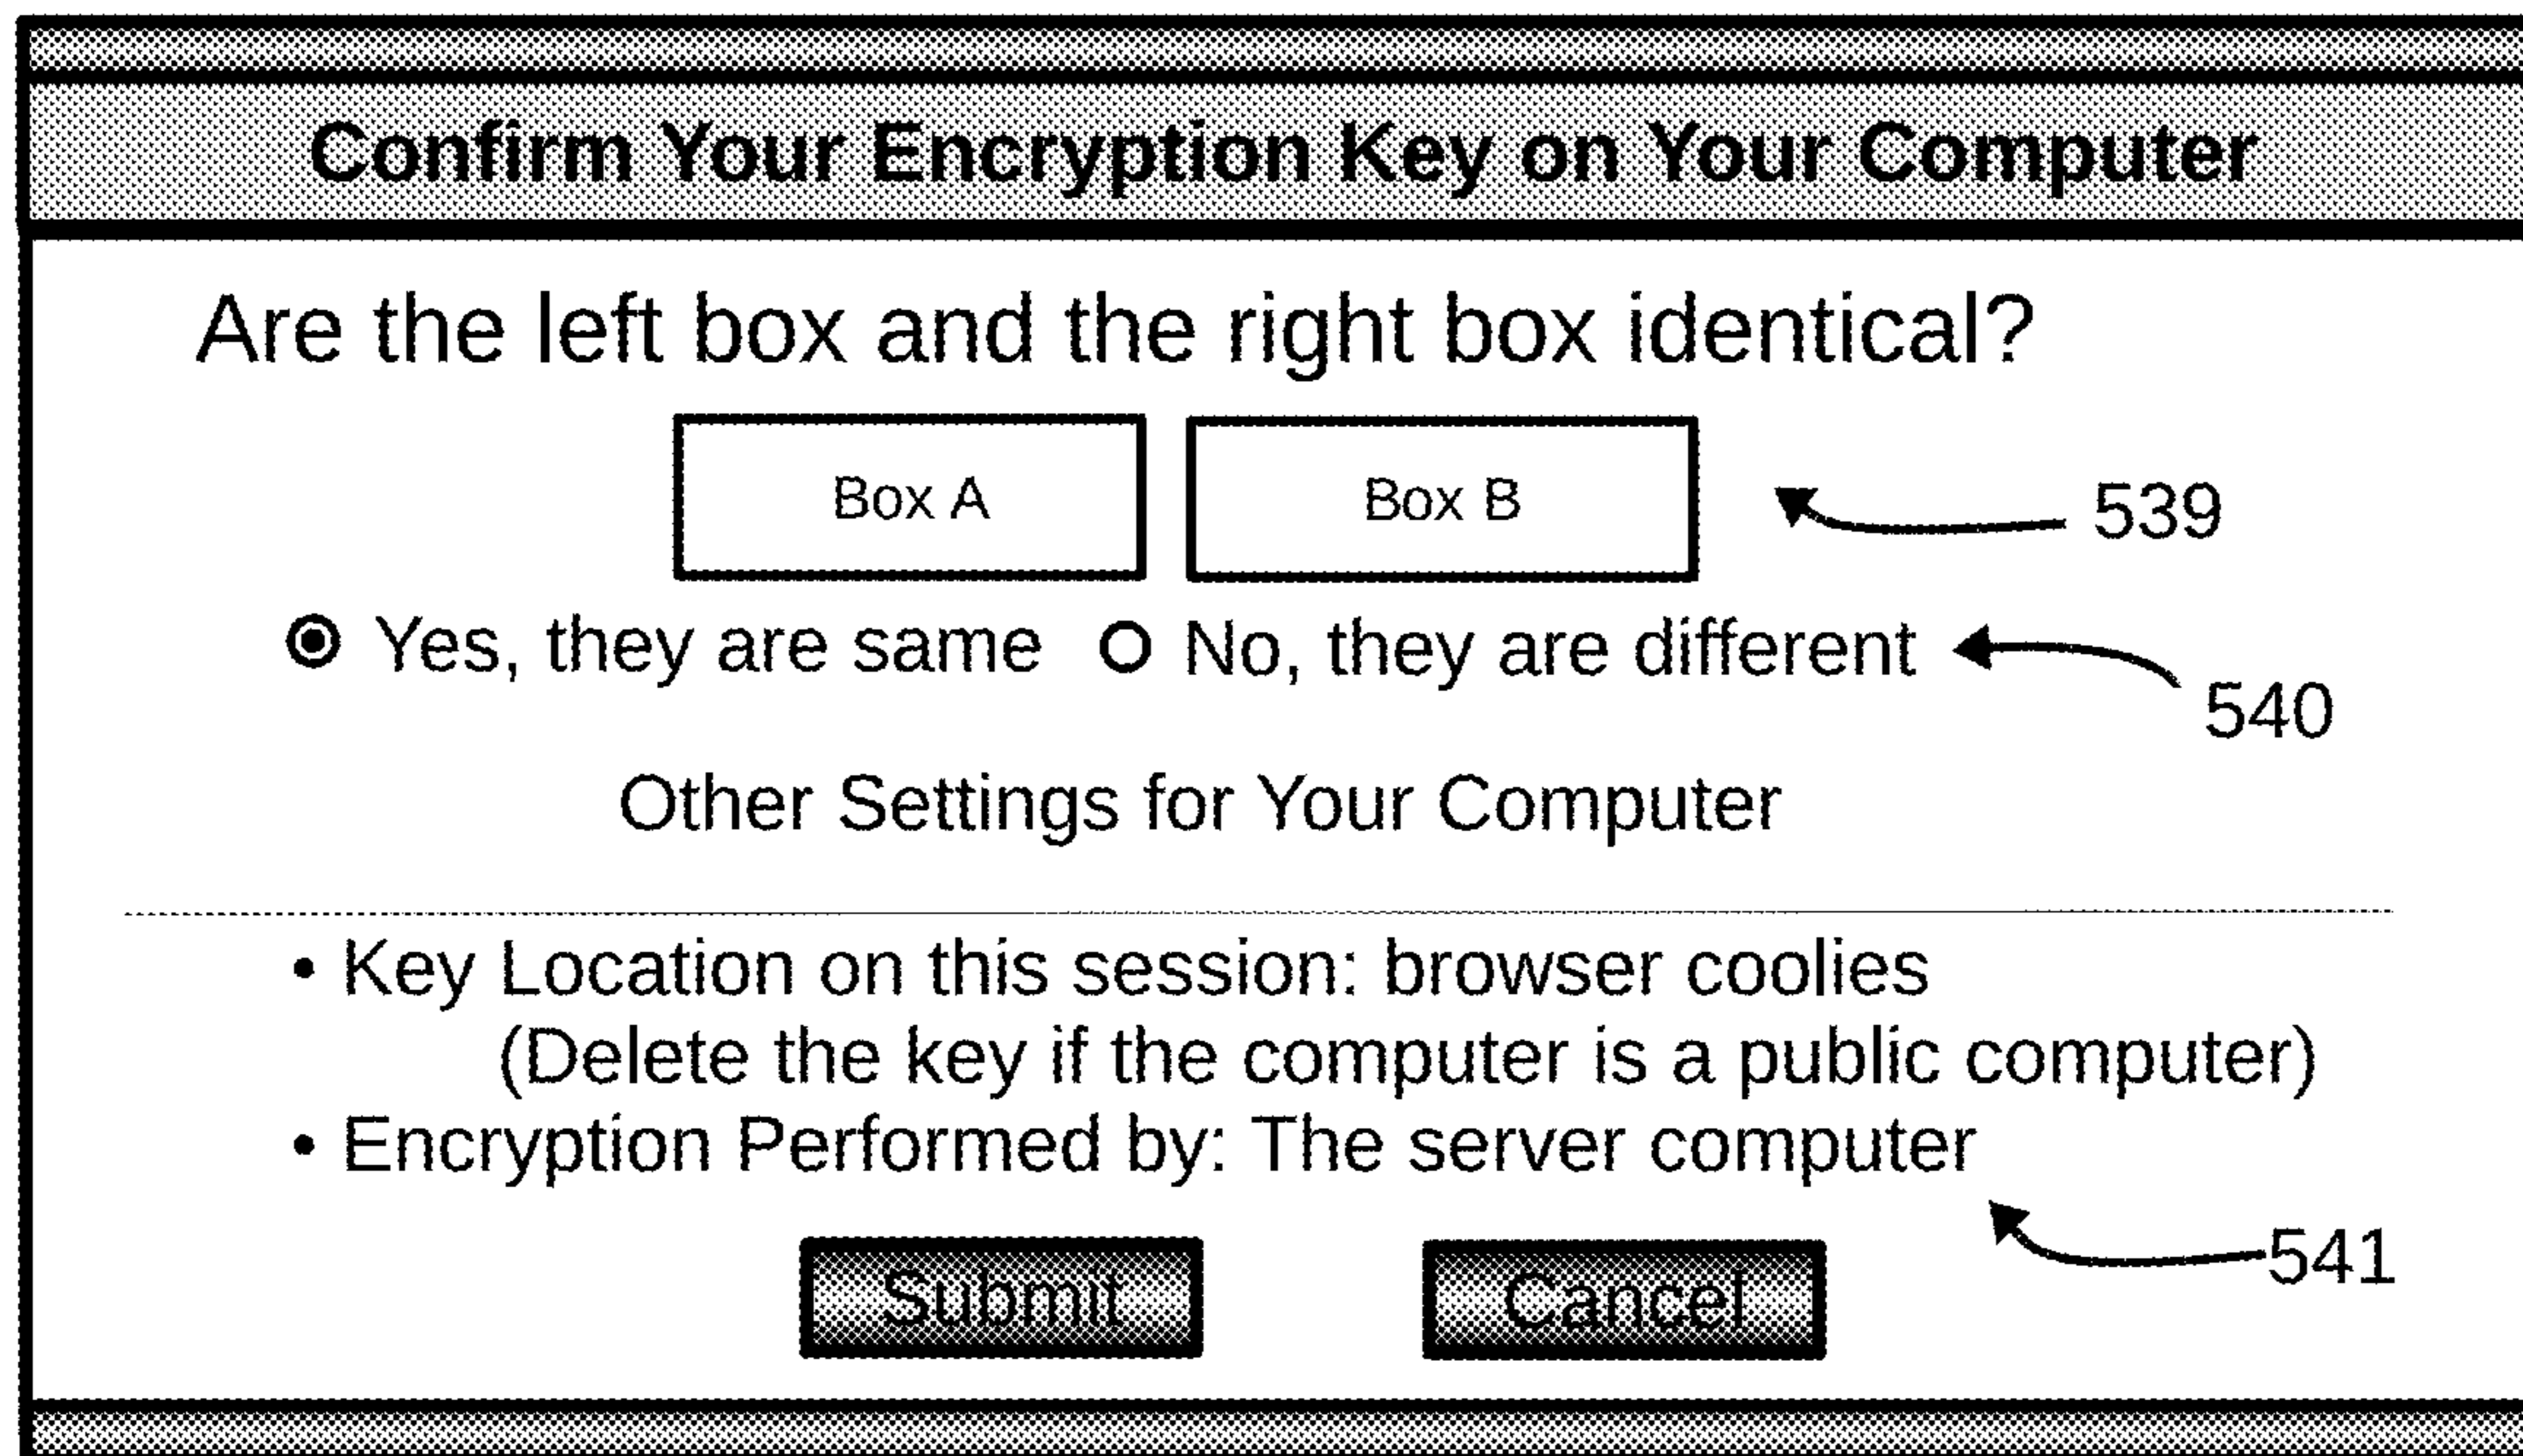 Confirm Your Encryption Key on Your Computer
Are the left box and the right box identical?
Box A Box B 539
Yes, they are same No, they are different
540
Other Settings for Your Computer
• Key Location on this session: browser coolies
(Delete the key if the computer is a public computer)
• Encryption Performed by: The server computer
Submit Cancel 541